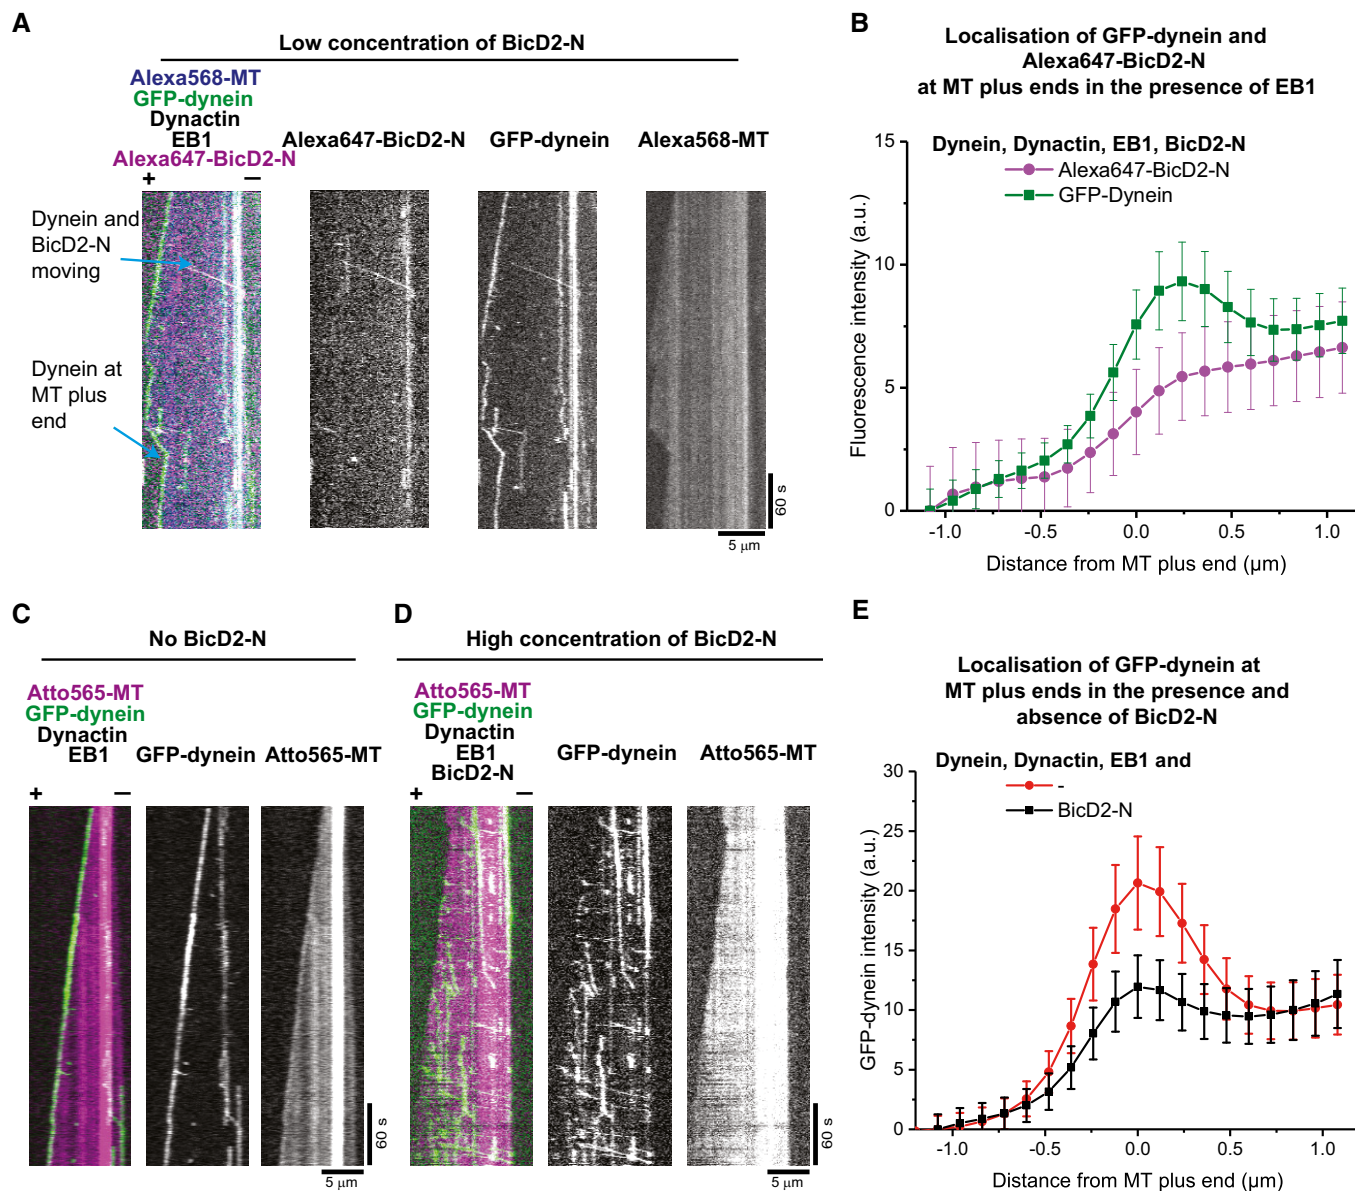 A
Low concentration of BicD2-N
Alexa568-MT
GFP-dynein
Dynactin
EB1
Alexa647-BicD2-N
+ –
Alexa647-BicD2-N
GFP-dynein
Alexa568-MT
Dynein and
BicD2-N
moving
Dynein at
MT plus
end
60 s
5 μm
B
Localisation of GFP-dynein and
Alexa647-BicD2-N
at MT plus ends in the presence of EB1
Dynein, Dynactin, EB1, BicD2-N
Alexa647-BicD2-N
GFP-Dynein
Fluorescence intensity (a.u.)
15
10
5
0
-1.0 -0.5 0.0 0.5 1.0
Distance from MT plus end (μm)
C
No BicD2-N
Atto565-MT
GFP-dynein
Dynactin
EB1
+ –
GFP-dynein
Atto565-MT
60 s
5 μm
D
High concentration of BicD2-N
Atto565-MT
GFP-dynein
Dynactin
EB1
BicD2-N
+ –
GFP-dynein
Atto565-MT
60 s
5 μm
E
Localisation of GFP-dynein at
MT plus ends in the presence and
absence of BicD2-N
Dynein, Dynactin, EB1 and
-
BicD2-N
GFP-dynein intensity (a.u.)
30
25
20
15
10
5
0
-1.0 -0.5 0.0 0.5 1.0
Distance from MT plus end (μm)